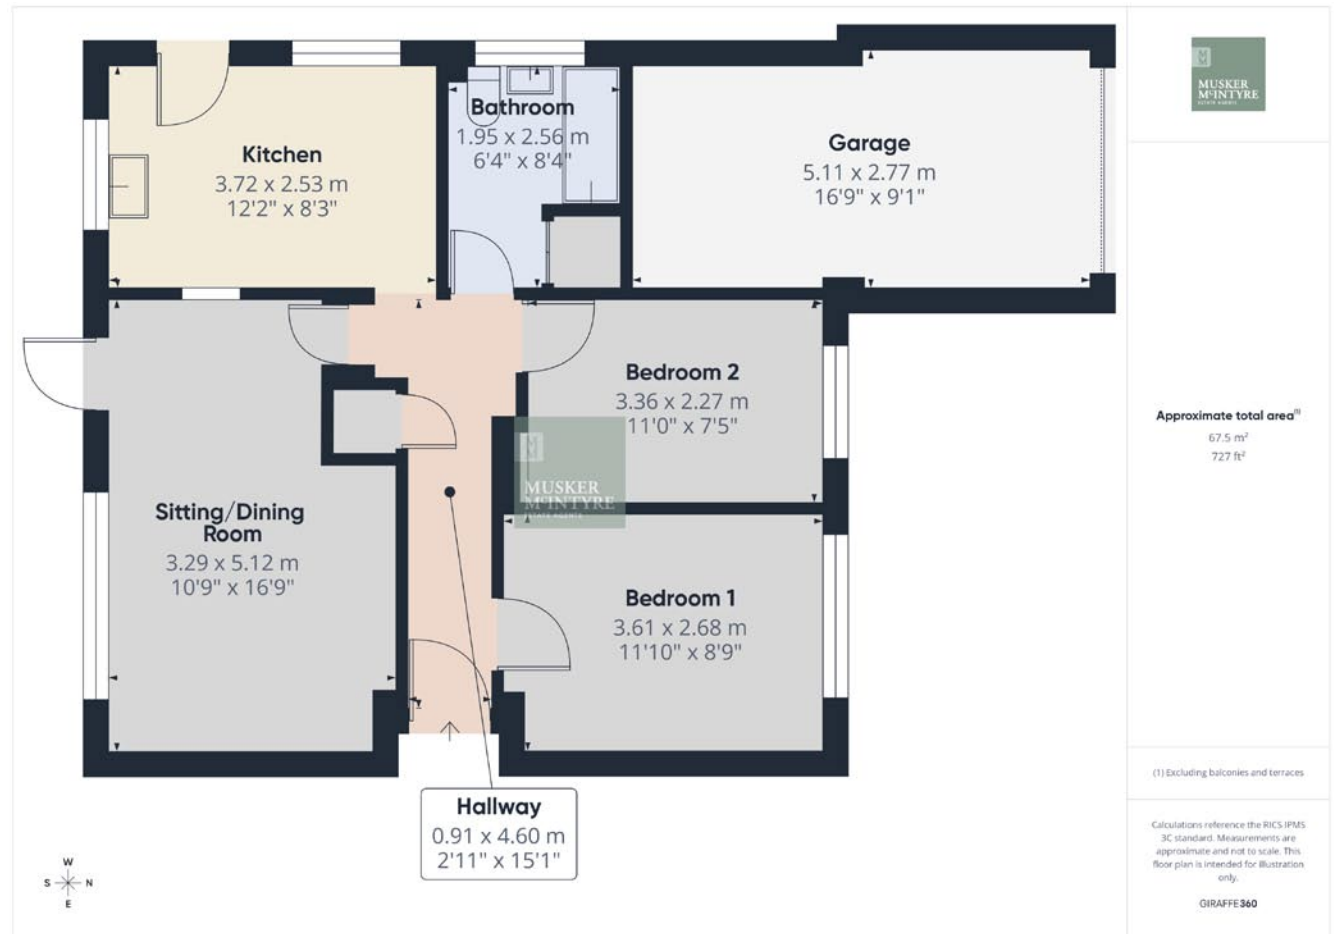 Kitchen
3.72 x 2.53 m
12'2" x 8'3"
Bathroom
1.95 x 2.56 m
6'4" x 8'4"
Garage
5.11 x 2.77 m
16'9" x 9'1"
Bedroom 2
3.36 x 2.27 m
11'0" x 7'5"
Sitting/Dining
Room
3.29 x 5.12 m
10'9" x 16'9"
MUSKER
MCINTYRE
ESTATE AGENTS
Bedroom 1
3.61 x 2.68 m
11'10" x 8'9"
Hallway
0.91 x 4.60 m
2'11" x 15'1"
W
S N
E
MUSKER
MCINTYRE
ESTATE AGENTS
Approximate total area(1)
67.5 m²
727 ft²
(1) Excluding balconies and terraces
Calculations reference the RICS IPMS
3C standard. Measurements are
approximate and not to scale. This
floor plan is intended for illustration
only.
GIRAFFE360